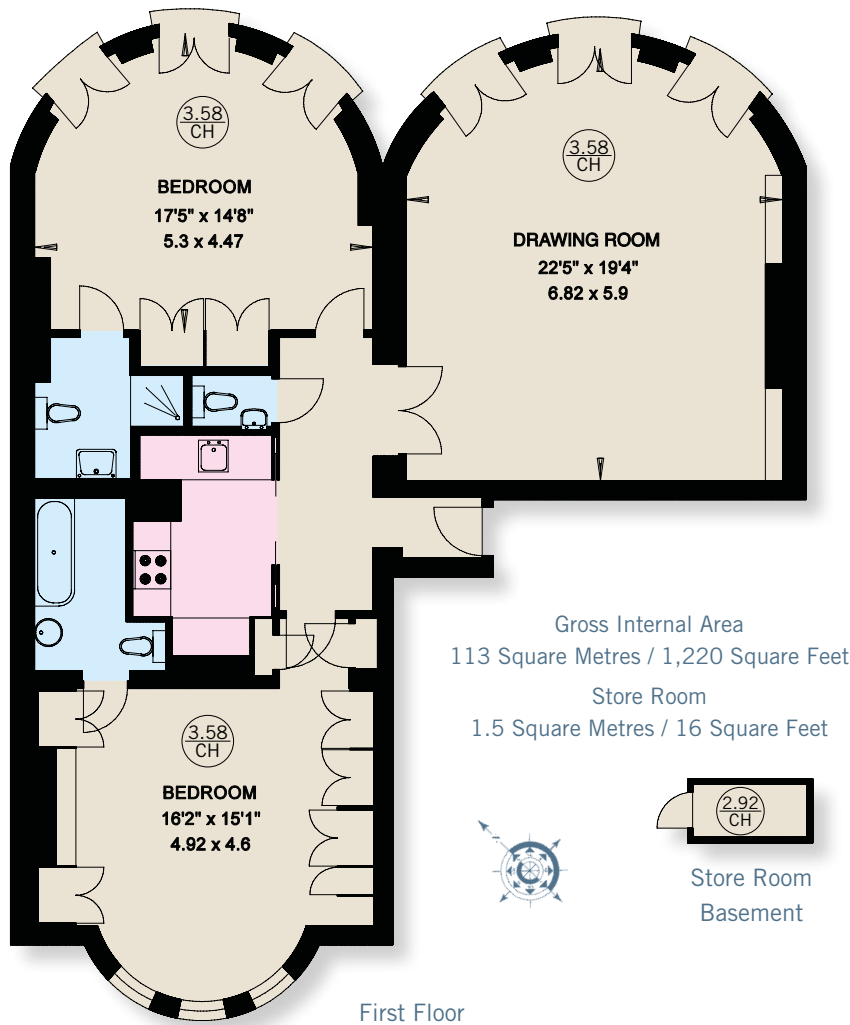 3.58
CH
BEDROOM
17'5" x 14'8"
5.3 x 4.47
3.58
CH
DRAWING ROOM
22'5" x 19'4"
6.82 x 5.9
Gross Internal Area
113 Square Metres / 1,220 Square Feet
Store Room
1.5 Square Metres / 16 Square Feet
3.58
CH
BEDROOM
16'2" x 15'1"
4.92 x 4.6
2.92
CH
Store Room
Basement
First Floor